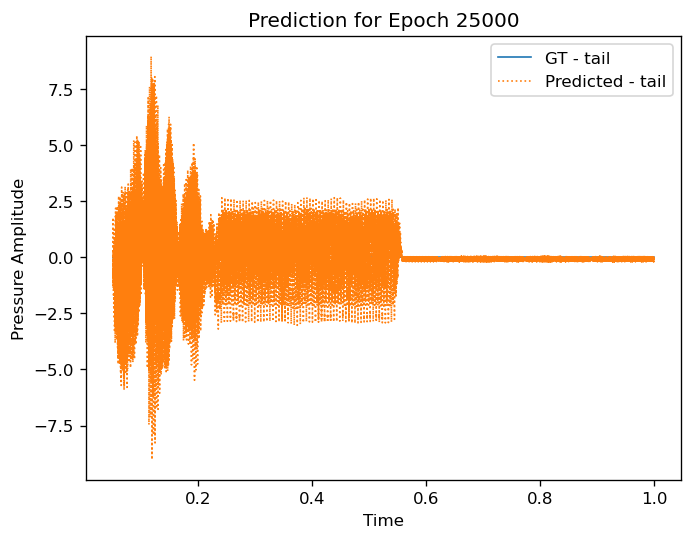 Prediction for Epoch 25000
GT - tail
Predicted - tail
7.5
5.0
2.5
0.0
−2.5
−5.0
−7.5
Pressure Amplitude
0.2
0.4
0.6
0.8
1.0
Time